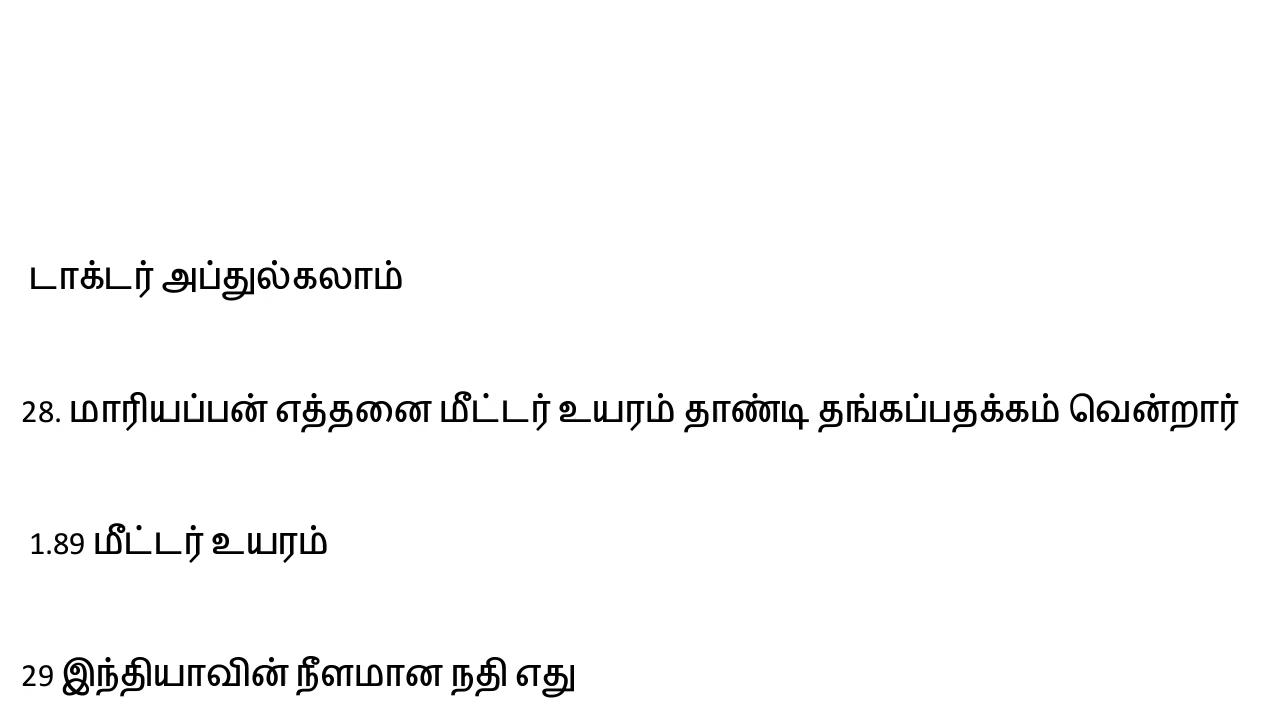 டாக்டர் அப்துல்கலாம்
28. மாரியப்பன் எத்தனை மீட்டர் உயரம் தாண்டி தங்கப்பதக்கம் வென்றார்
1.89 மீட்டர் உயரம்
29 இந்தியாவின் நீளமான நதி எது